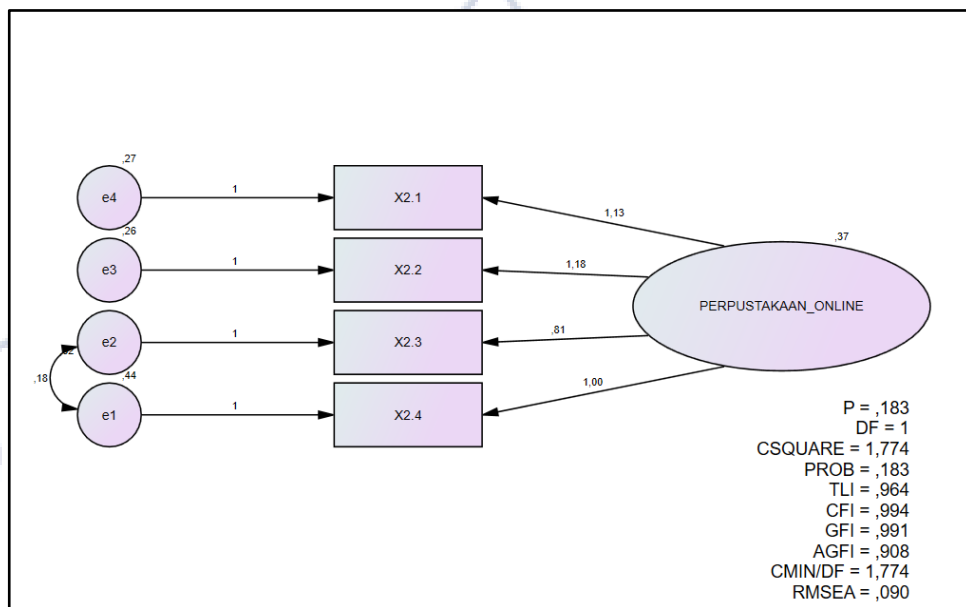 ,27
e4
1
X2.1
1,13
,26
e3
1
X2.2
1,18
,37
PERPUSTAKAAN_ONLINE
e2
1
X2.3
,81
,18
,44
e1
1
X2.4
1,00
P = ,183
DF = 1
CSQUARE = 1,774
PROB = ,183
TLI = ,964
CFI = ,994
GFI = ,991
AGFI = ,908
CMIN/DF = 1,774
RMSEA = ,090